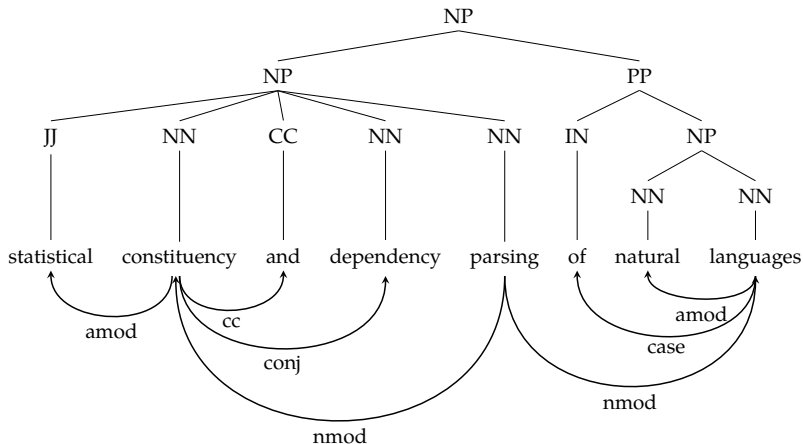 NP
NP PP
JJ NN CC NN NN IN NP
NN NN
statistical constituency and dependency parsing of natural languages
amod cc conj nmod amod case nmod